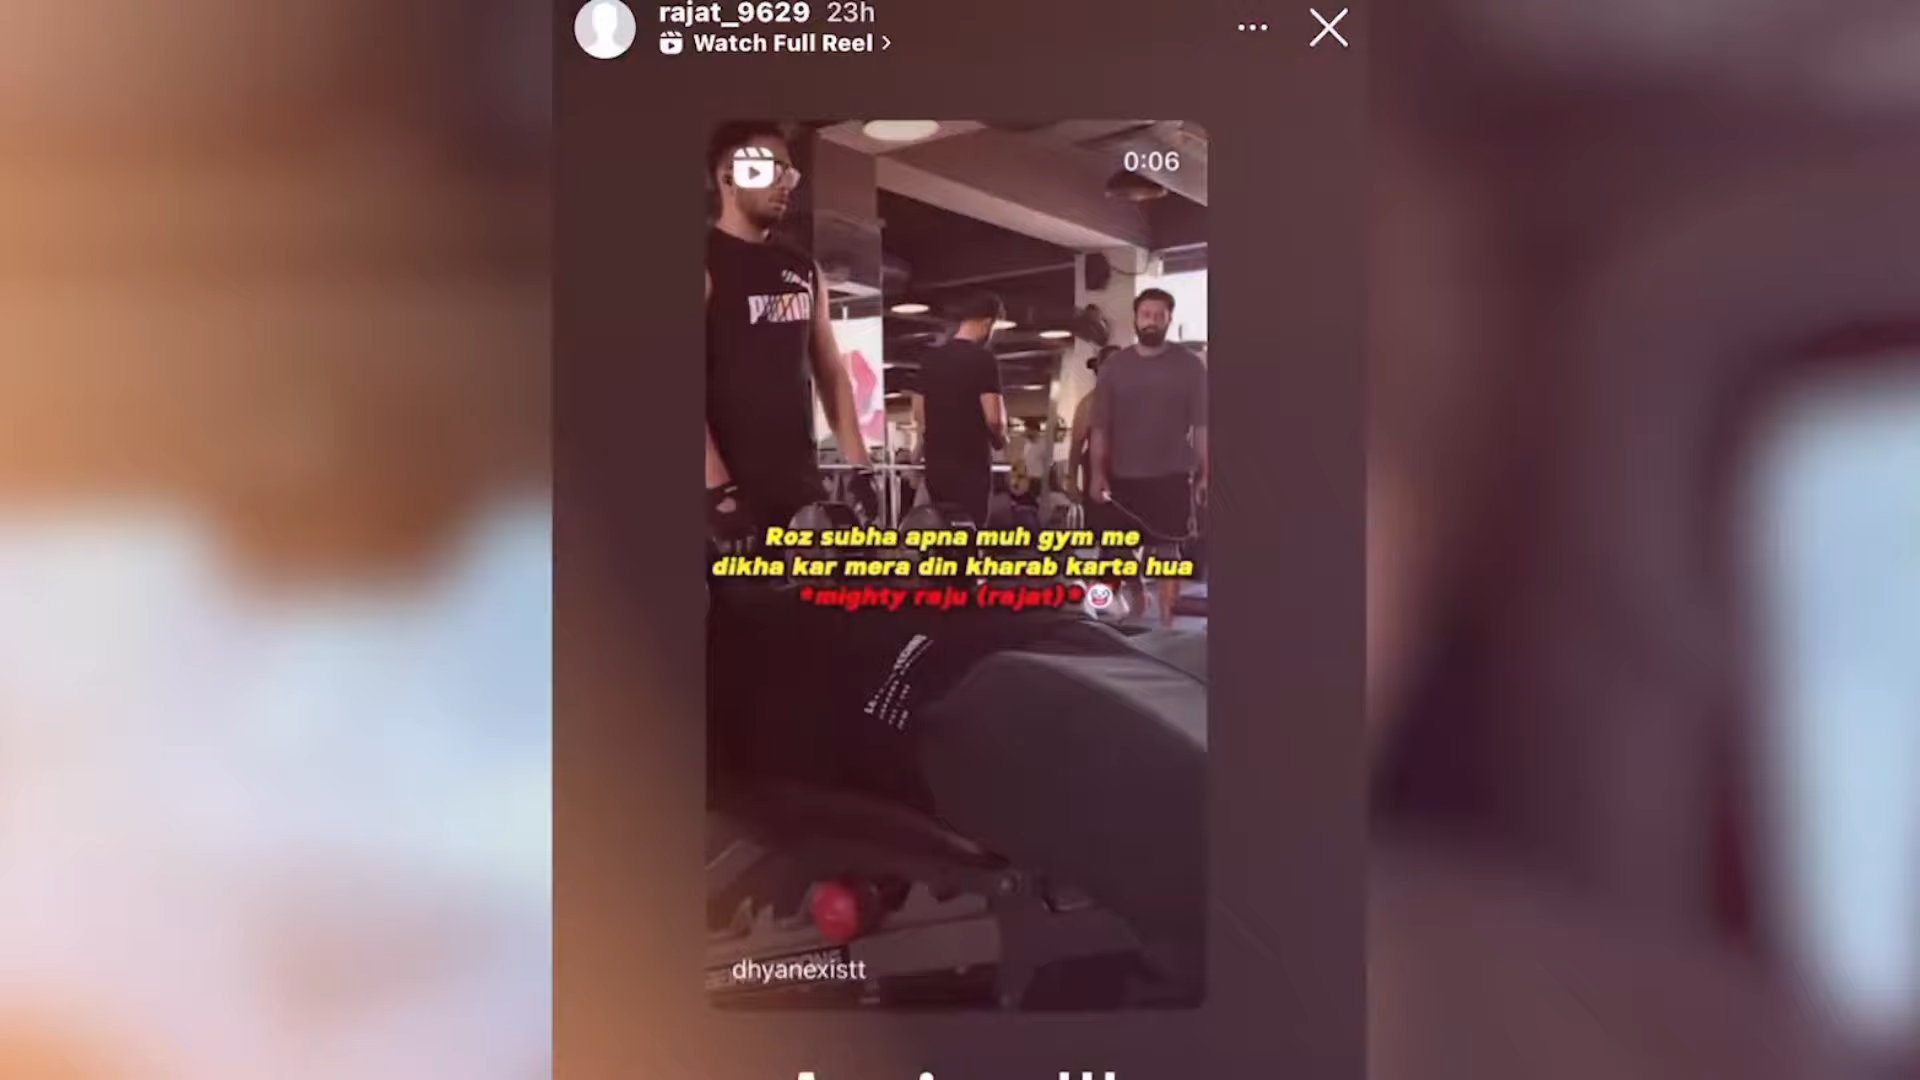 rajat_9629 23h
Watch Full Reel >
0:06
PUMA
Roz subha apna muh gym me
dikha kar mera din kharab karta hua
*mighty raju (rajat)*🤡
dhyanexistt